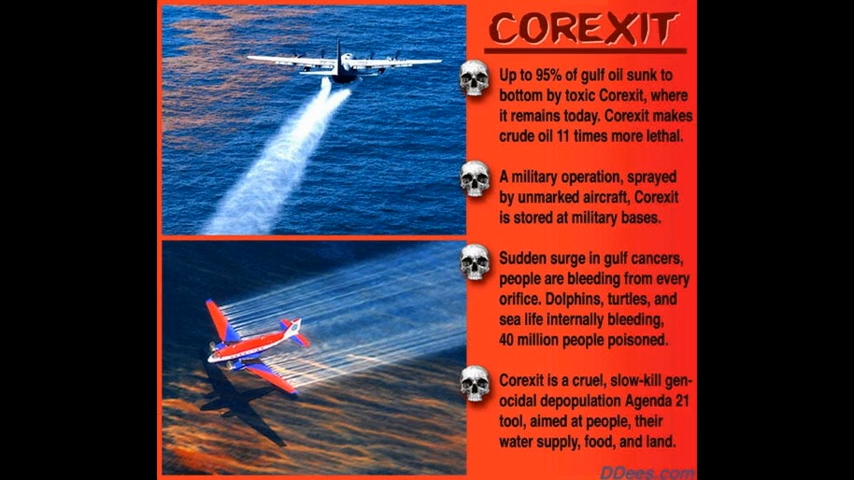 COREXIT
Up to 95% of gulf oil sunk to
bottom by toxic Corexit, where
it remains today. Corexit makes
crude oil 11 times more lethal.
A military operation, sprayed
by unmarked aircraft, Corexit
is stored at military bases.
Sudden surge in gulf cancers,
people are bleeding from every
orifice. Dolphins, turtles, and
sea life internally bleeding,
40 million people poisoned.
Corexit is a cruel, slow-kill gen-
ocidal depopulation Agenda 21
tool, aimed at people, their
water supply, food, and land.
DDees.com